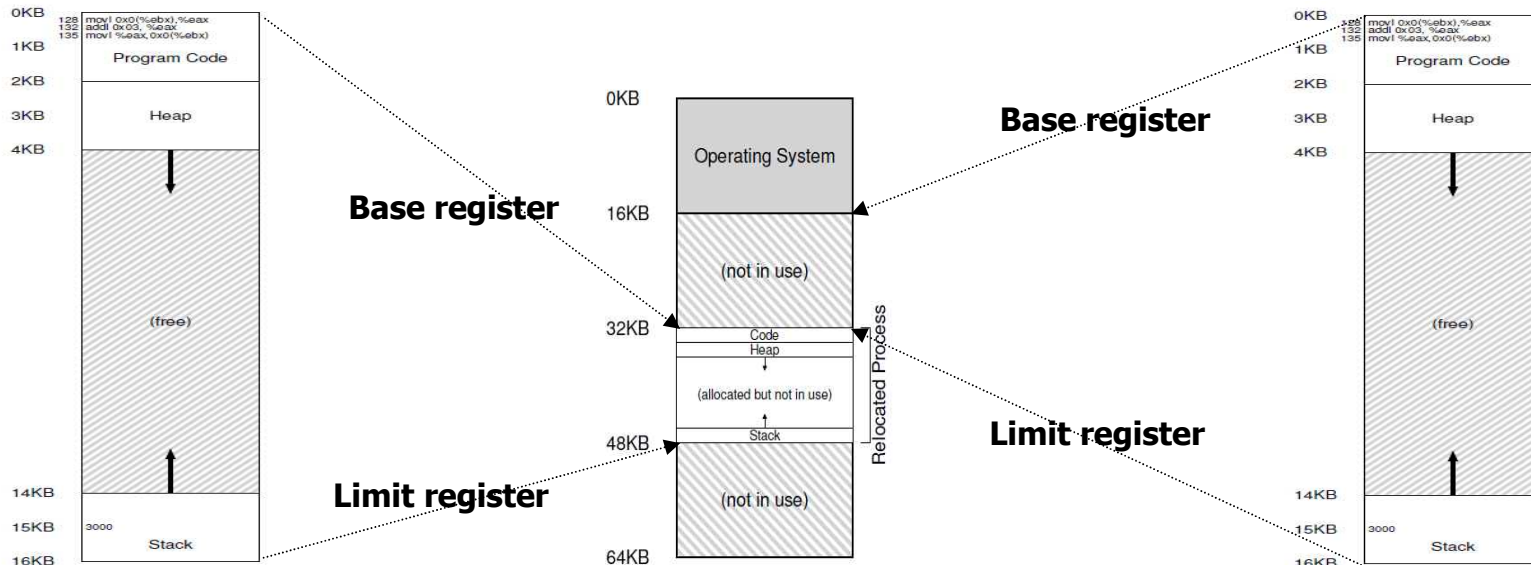 0KB
128 movl 0x0(%ebx),%eax
132 addl 0x03, %eax
135 movl %eax,0x0(%ebx)
1KB
Program Code
2KB
3KB
Heap
4KB
(free)
14KB
15KB
3000
Stack
16KB
Base register
Limit register
0KB
Operating System
16KB
(not in use)
32KB
Code
Heap
(allocated but not in use)
Stack
48KB
(not in use)
64KB
Relocated Process
Base register
Limit register
0KB
128 movl 0x0(%ebx),%eax
132 addl 0x03, %eax
135 movl %eax,0x0(%ebx)
1KB
Program Code
2KB
3KB
Heap
4KB
(free)
14KB
15KB
3000
Stack
16KB